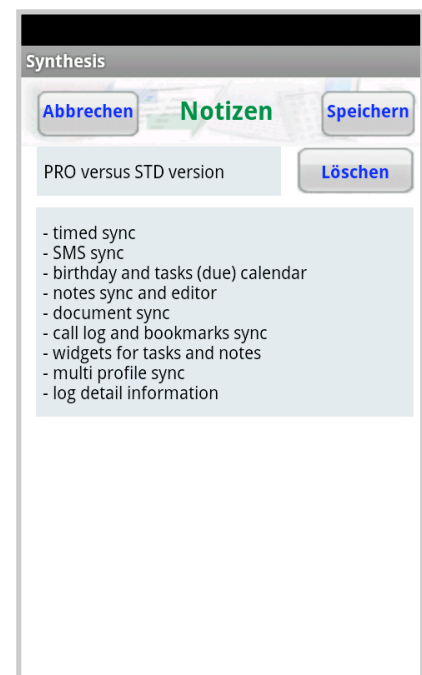 Synthesis
Abbrechen Notizen Speichern
PRO versus STD version Löschen
- timed sync
- SMS sync
- birthday and tasks (due) calendar
- notes sync and editor
- document sync
- call log and bookmarks sync
- widgets for tasks and notes
- multi profile sync
- log detail information